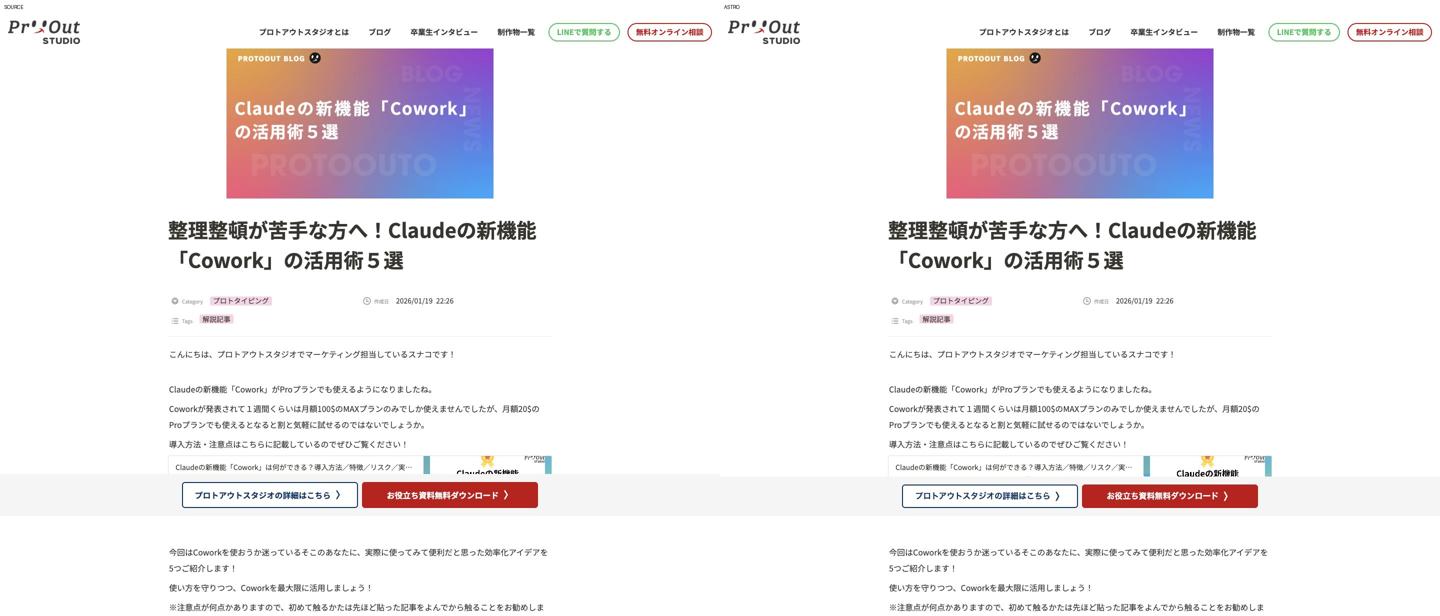 SOURCE
Pr Out
STUDIO
プロトアウトスタジオとは
ブログ
卒業生インタビュー
制作物一覧
LINEで質問する
無料オンライン相談
PROTOOUT BLOG
BLOG
NEWS
Claudeの新機能「Cowork」
の活用術５選
PROTOOUTO
整理整頓が苦手な方へ！Claudeの新機能
「Cowork」の活用術５選
Category プロトタイピング
作成日 2026/01/19 22:26
Tags 解説記事
こんにちは、プロトアウトスタジオでマーケティング担当しているスナコです！
Claudeの新機能「Cowork」がProプランでも使えるようになりましたね。
Coworkが発表されて１週間くらいは月額100$のMAXプランのみでしか使えませんでしたが、月額20$の
Proプランでも使えるとなると割と気軽に試せるのではないでしょうか。
導入方法・注意点はこちらに記載しているのでぜひご覧ください！
Claudeの新機能「Cowork」は何ができる？導入方法／特徴／リスク／実…
Claudeの新機能
プロトアウトスタジオの詳細はこちら 〉
お役立ち資料無料ダウンロード 〉
今回はCoworkを使おうか迷っているそこのあなたに、実際に使ってみて便利だと思った効率化アイデアを
5つご紹介します！
使い方を守りつつ、Coworkを最大限に活用しましょう！
※注意点が何点かありますので、初めて触るかたは先ほど貼った記事をよんでから触ることをお勧めしま
ASTRO
Pr Out
STUDIO
プロトアウトスタジオとは
ブログ
卒業生インタビュー
制作物一覧
LINEで質問する
無料オンライン相談
PROTOOUT BLOG
BLOG
NEWS
Claudeの新機能「Cowork」
の活用術５選
PROTOOUTO
整理整頓が苦手な方へ！Claudeの新機能
「Cowork」の活用術５選
Category プロトタイピング
作成日 2026/01/19 22:26
Tags 解説記事
こんにちは、プロトアウトスタジオでマーケティング担当しているスナコです！
Claudeの新機能「Cowork」がProプランでも使えるようになりましたね。
Coworkが発表されて１週間くらいは月額100$のMAXプランのみでしか使えませんでしたが、月額20$の
Proプランでも使えるとなると割と気軽に試せるのではないでしょうか。
導入方法・注意点はこちらに記載しているのでぜひご覧ください！
Claudeの新機能「Cowork」は何ができる？導入方法／特徴／リスク／実…
Claudeの新機能
プロトアウトスタジオの詳細はこちら 〉
お役立ち資料無料ダウンロード 〉
今回はCoworkを使おうか迷っているそこのあなたに、実際に使ってみて便利だと思った効率化アイデアを
5つご紹介します！
使い方を守りつつ、Coworkを最大限に活用しましょう！
※注意点が何点かありますので、初めて触るかたは先ほど貼った記事をよんでから触ることをお勧めしま